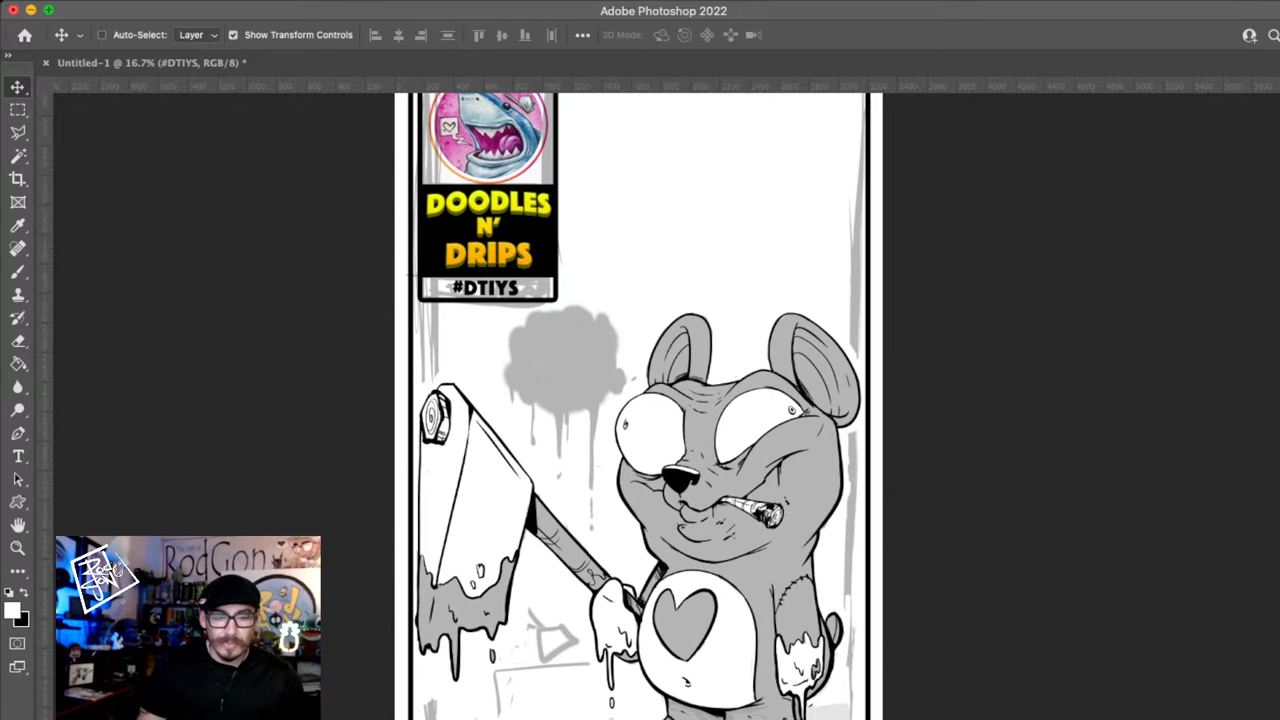 Adobe Photoshop 2022
Auto-Select: Layer Show Transform Controls ••• 3D Mode:
× Untitled-1 @ 16.7% (#DTIYS, RGB/8) *
DOODLES
N'
DRIPS
#DTIYS
RodGon